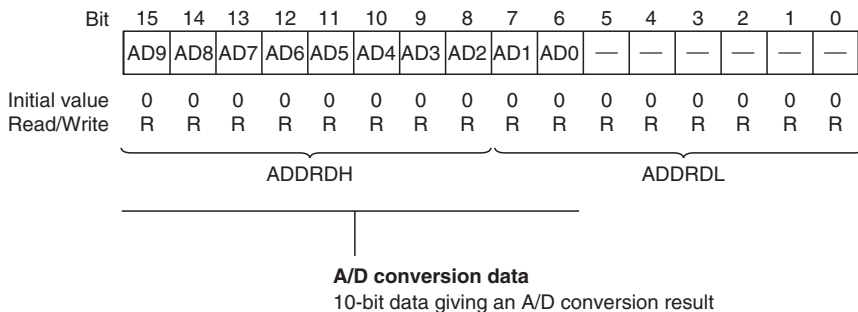 Bit 15 14 13 12 11 10 9 8 7 6 5 4 3 2 1 0
AD9 AD8 AD7 AD6 AD5 AD4 AD3 AD2 AD1 AD0 — — — — — —
Initial value 0 0 0 0 0 0 0 0 0 0 0 0 0 0 0 0
Read/Write R R R R R R R R R R R R R R R R
ADDRDH ADDRDL
A/D conversion data
10-bit data giving an A/D conversion result